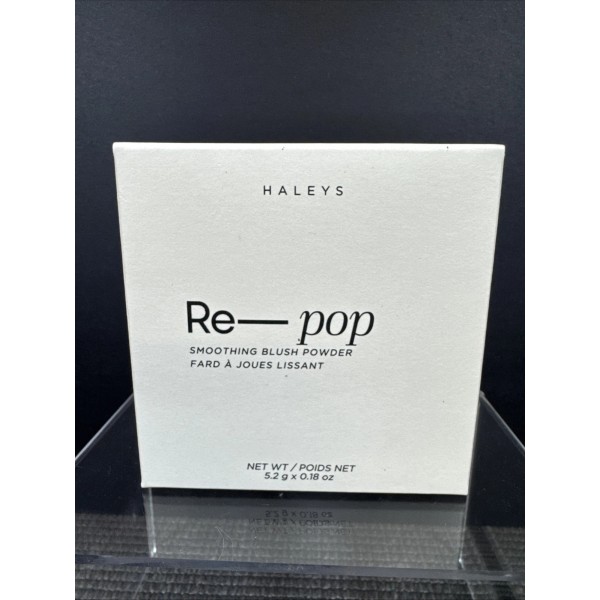 HALEYS
Re— pop
SMOOTHING BLUSH POWDER
FARD À JOUES LISSANT
NET WT / POIDS NET
5.2 g x 0.18 oz